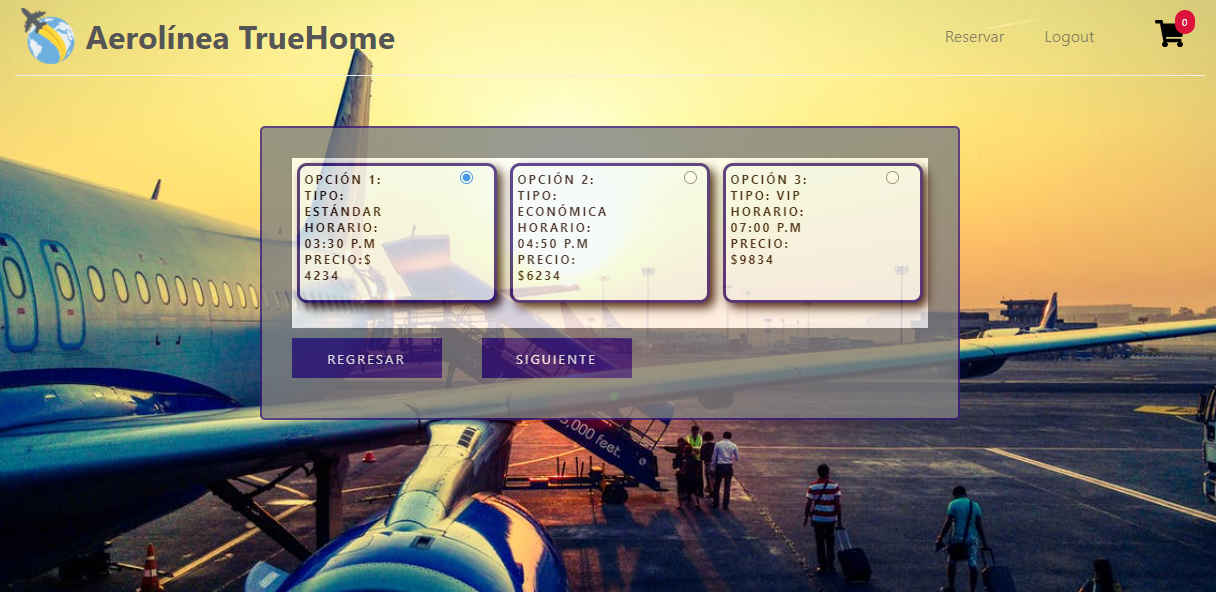 Aerolínea TrueHome
Reservar
Logout
0
OPCIÓN 1:
TIPO:
ESTÁNDAR
HORARIO:
03:30 P.M
PRECIO:$
4234
OPCIÓN 2:
TIPO:
ECONÓMICA
HORARIO:
04:50 P.M
PRECIO:
$6234
OPCIÓN 3:
TIPO: VIP
HORARIO:
07:00 P.M
PRECIO:
$9834
REGRESAR
SIGUIENTE
5,000 feet.